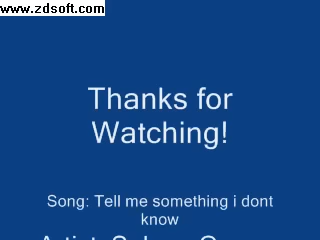 www.zdsoft.com
Thanks for
Watching!
Song: Tell me something i dont
know